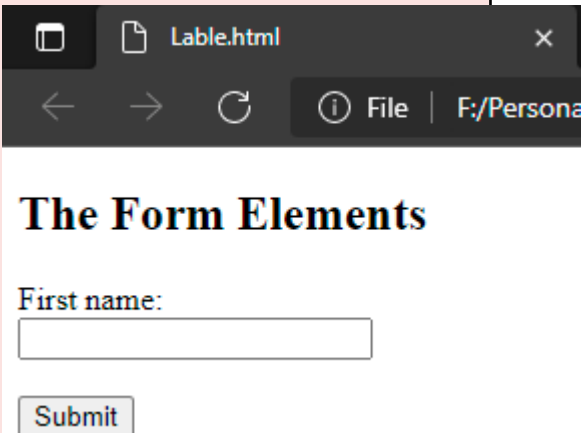 Lable.html
File F:/Persona
The Form Elements
First name:
Submit